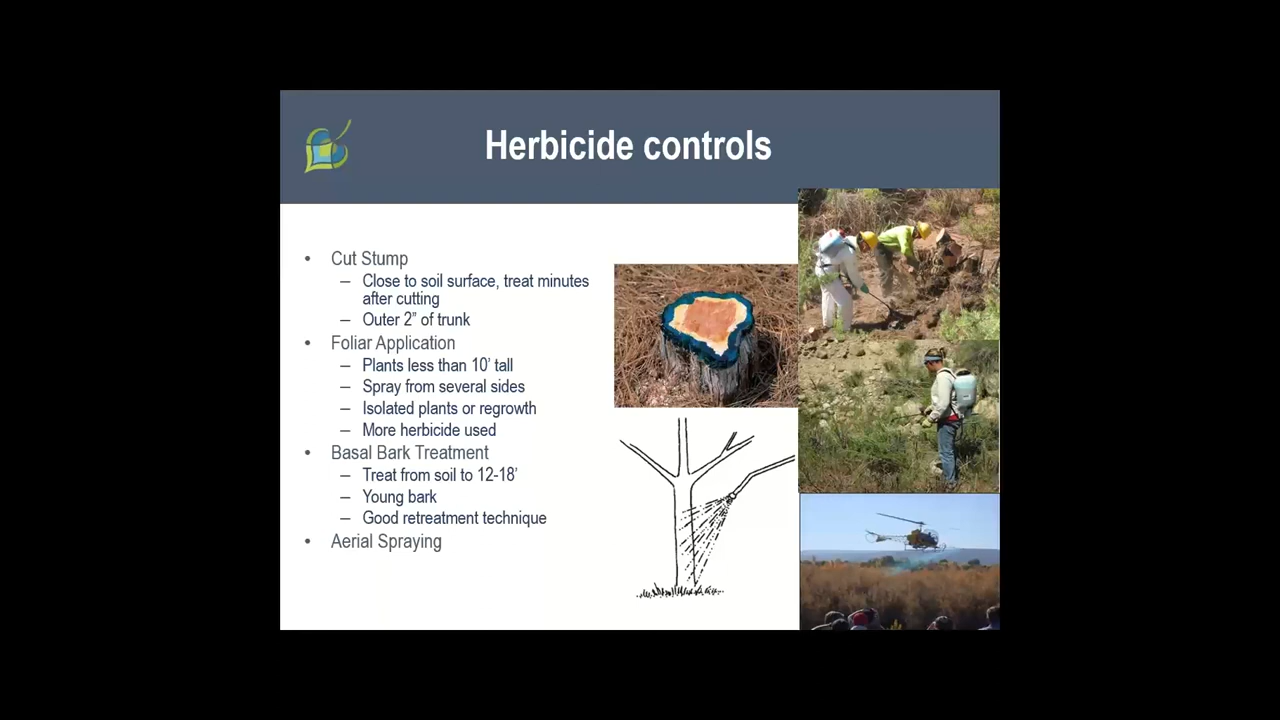 Herbicide controls
• Cut Stump
– Close to soil surface, treat minutes
after cutting
– Outer 2” of trunk
• Foliar Application
– Plants less than 10’ tall
– Spray from several sides
– Isolated plants or regrowth
– More herbicide used
• Basal Bark Treatment
– Treat from soil to 12-18’
– Young bark
– Good retreatment technique
• Aerial Spraying